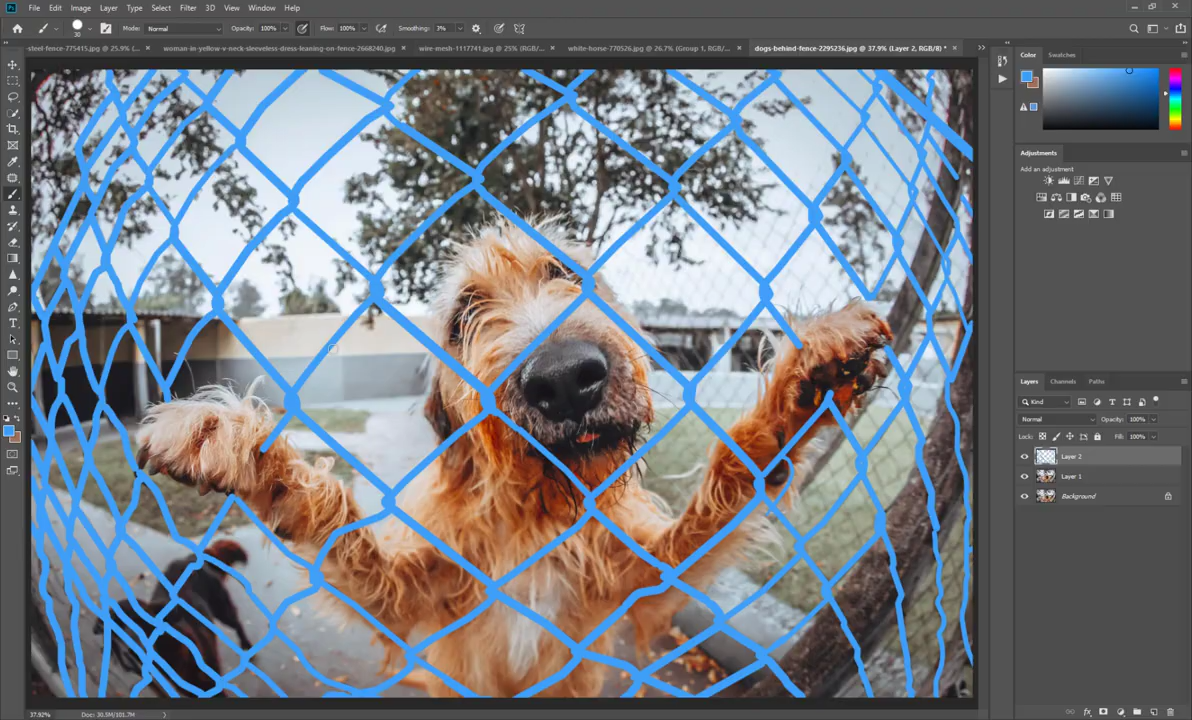 Ps File Edit Image Layer Type Select Filter 3D View Window Help
30 Mode: Normal Opacity: 100% Flow: 100% Smoothing: 3%
-steel-fence-775415.jpg @ 25.9% ( woman-in-yellow-v-neck-sleeveless-dress-leaning-on-fence-2668240.jpg wire-mesh-1117741.jpg @ 25% (RGB/... white-horse-770526.jpg @ 26.7% (Group 1, RGB/8) dogs-behind-fence-2295236.jpg @ 37.9% (Layer 2, RGB/8) *
Color Swatches
Adjustments
Add an adjustment
Layers Channels Paths
Kind
Normal Opacity: 100%
Lock: Fill: 100%
Layer 2
Layer 1
Background
fx
37.92% Doc: 30.5M/101.7M